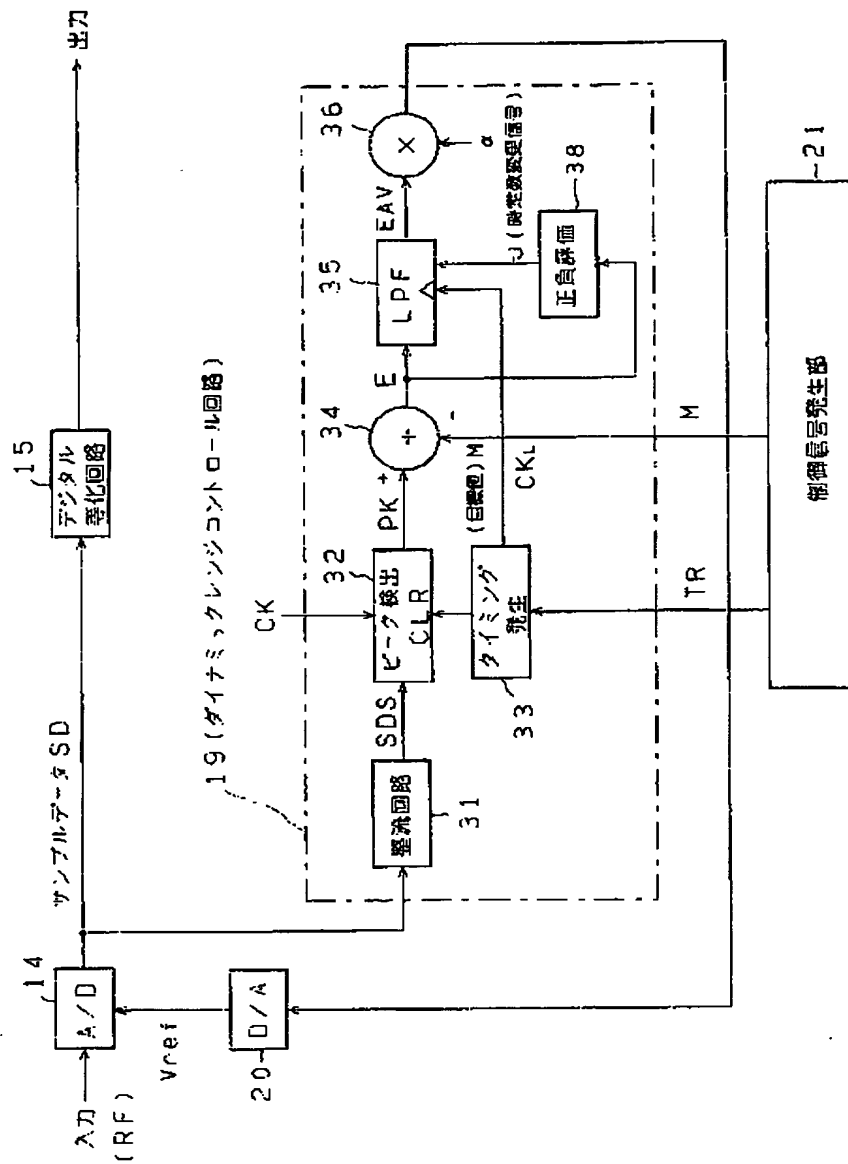 入力
(RF)
14
A/D
サンプルデータSD
15
デジタル
等化回路
出力
Vref
20
D/A
19(ダイナミックレンジコントロール回路)
31
整流回路
SDS
CK
32
ピーク検出
CLR
33
タイミング
発生
PK
+
34
+
-
(目標値)M
E
35
LPF
CKL
EAV
36
×
α
J(時定数変更信号)
38
正負評価
TR
M
21
制御信号発生部